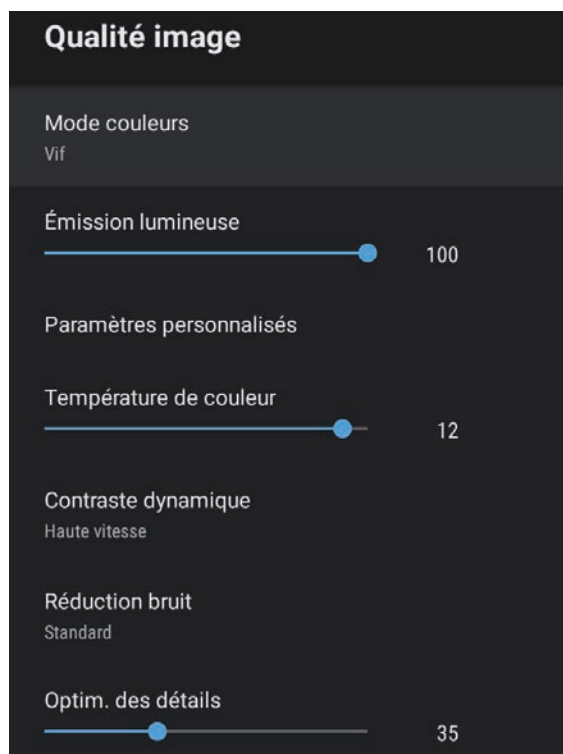 Qualité image
Mode couleurs
Vif
Émission lumineuse
100
Paramètres personnalisés
Température de couleur
12
Contraste dynamique
Haute vitesse
Réduction bruit
Standard
Optim. des détails
35